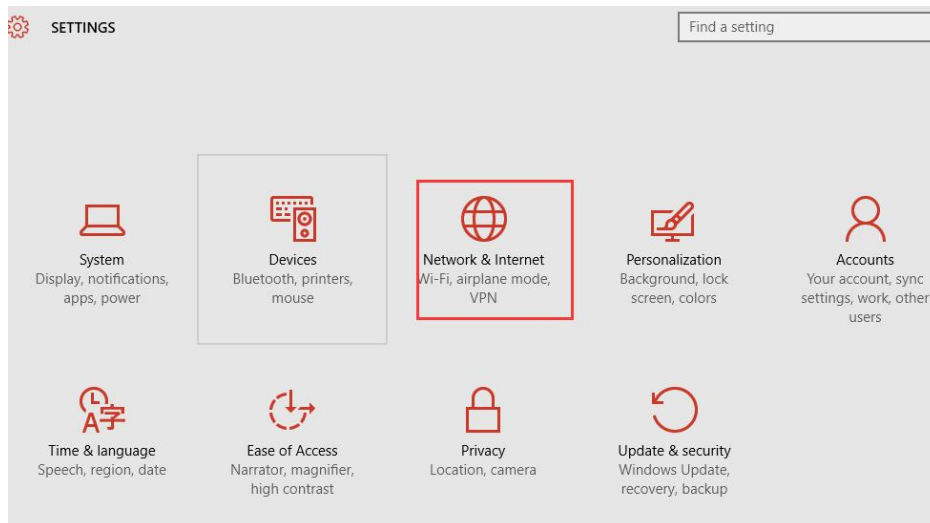 SETTINGS
Find a setting
System
Display, notifications,
apps, power
Devices
Bluetooth, printers,
mouse
Network & Internet
Wi-Fi, airplane mode,
VPN
Personalization
Background, lock
screen, colors
Accounts
Your account, sync
settings, work, other
users
A字
Time & language
Speech, region, date
Ease of Access
Narrator, magnifier,
high contrast
Privacy
Location, camera
Update & security
Windows Update,
recovery, backup